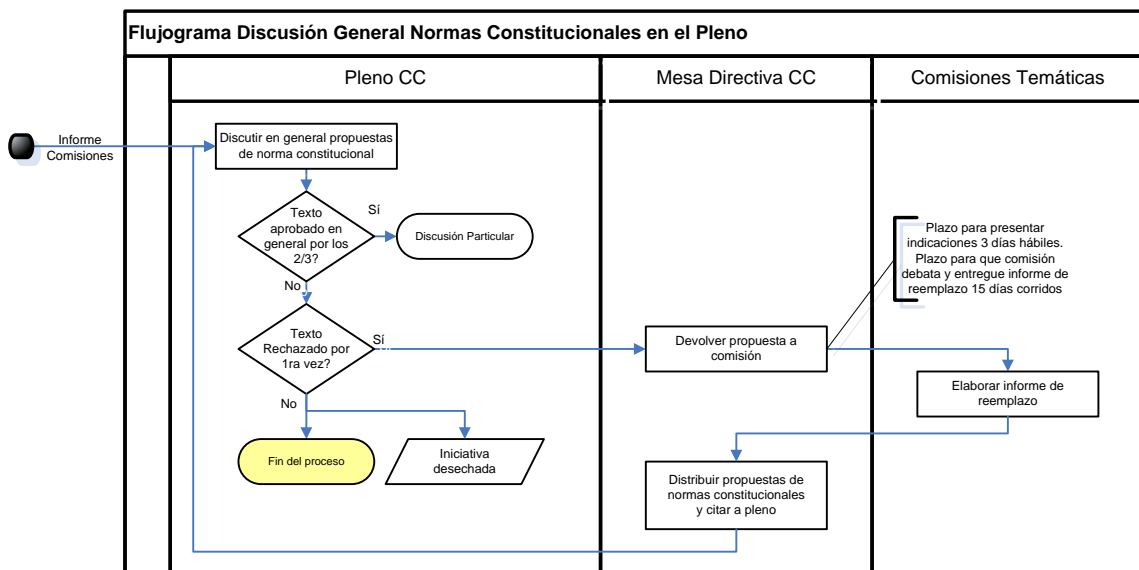 Flujograma Discusión General Normas Constitucionales en el Pleno
Pleno CC
Mesa Directiva CC
Comisiones Temáticas
Informe
Comisiones
Discutir en general propuestas
de norma constitucional
Texto
aprobado en
general por los
2/3?
Sí
Discusión Particular
No
Plazo para presentar
indicaciones 3 días hábiles.
Plazo para que comisión
debata y entregue informe de
reemplazo 15 días corridos
Texto
Rechazado por
1ra vez?
Sí
Devolver propuesta a
comisión
Elaborar informe de
reemplazo
No
Fin del proceso
Iniciativa
desechada
Distribuir propuestas de
normas constitucionales
y citar a pleno